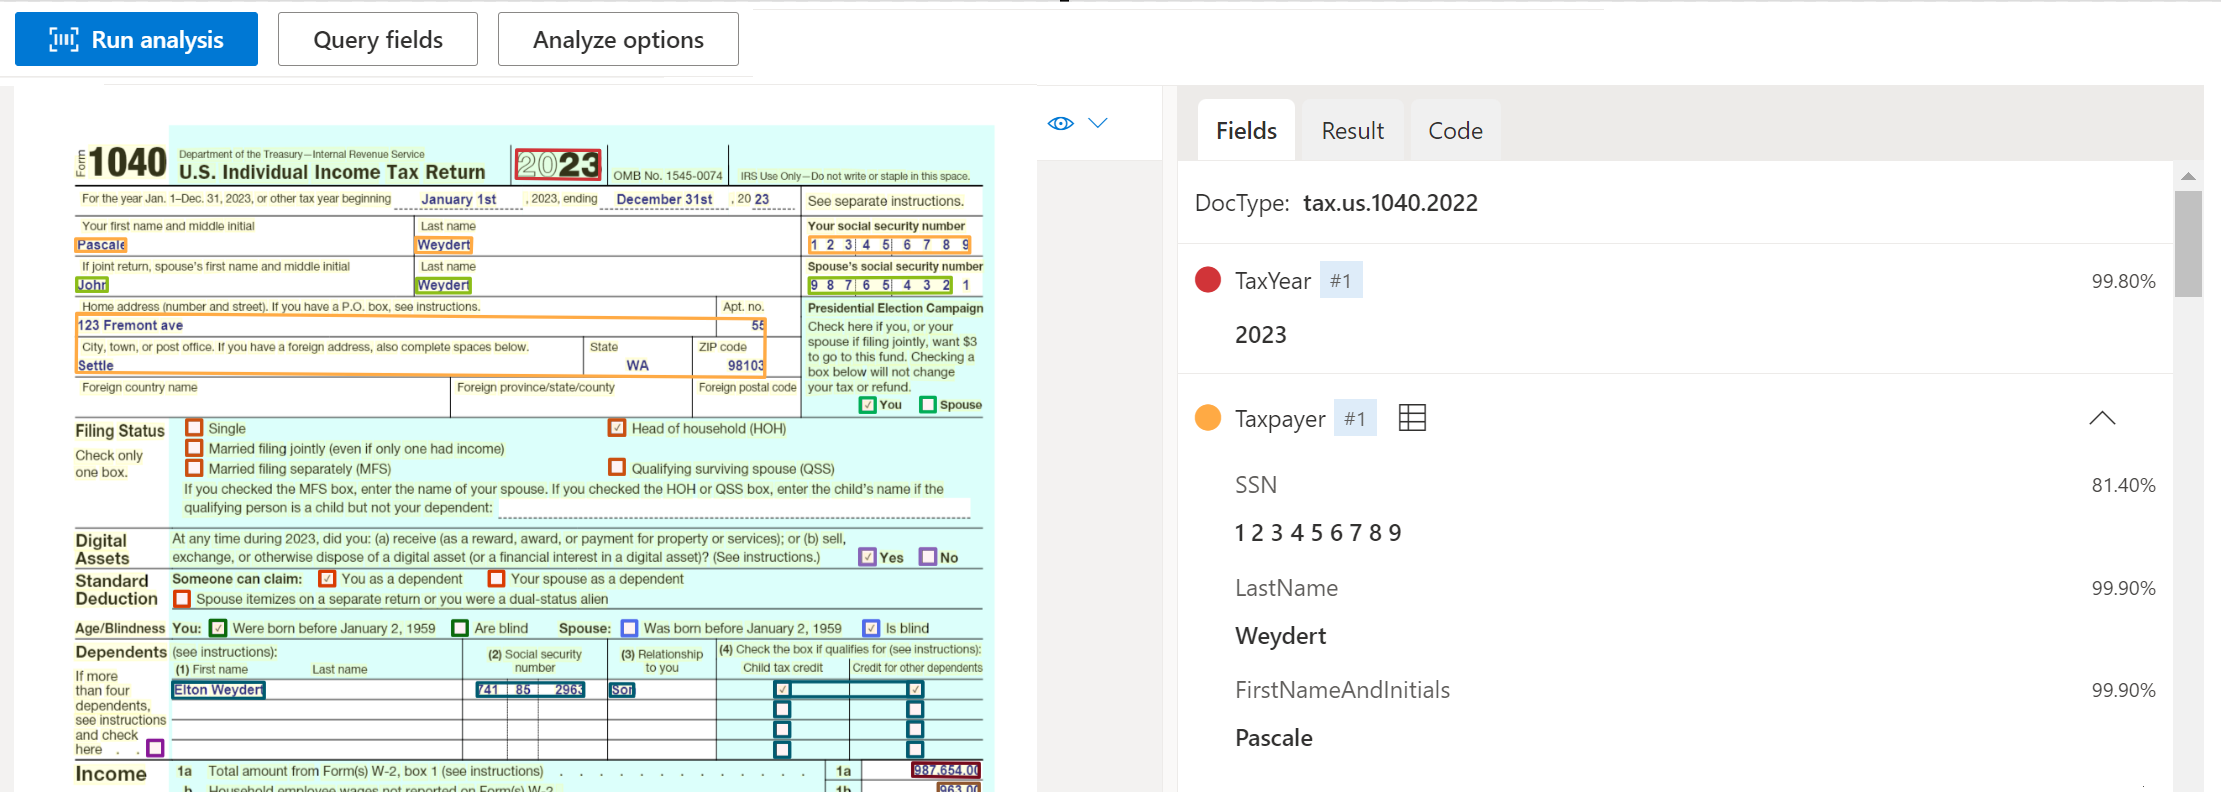 Run analysis
Query fields
Analyze options
Form 1040
Department of the Treasury—Internal Revenue Service
U.S. Individual Income Tax Return
2023
OMB No. 1545-0074
IRS Use Only—Do not write or staple in this space.
For the year Jan. 1–Dec. 31, 2023, or other tax year beginning January 1st , 2023, ending December 31st , 20 23
See separate instructions.
Your first name and middle initial
Last name
Your social security number
Pascale
Weydert
1 2 3 4 5 6 7 8 9
If joint return, spouse's first name and middle initial
Last name
Spouse's social security number
John
Weydert
9 8 7 6 5 4 3 2 1
Home address (number and street). If you have a P.O. box, see instructions.
Apt. no.
123 Fremont ave
55
City, town, or post office. If you have a foreign address, also complete spaces below.
State
ZIP code
Settle
WA
98103
Foreign country name
Foreign province/state/county
Foreign postal code
Presidential Election Campaign
Check here if you, or your
spouse if filing jointly, want $3
to go to this fund. Checking a
box below will not change
your tax or refund.
You
Spouse
Filing Status
Check only
one box.
Single
Head of household (HOH)
Married filing jointly (even if only one had income)
Married filing separately (MFS)
Qualifying surviving spouse (QSS)
If you checked the MFS box, enter the name of your spouse. If you checked the HOH or QSS box, enter the child's name if the
qualifying person is a child but not your dependent:
Digital
Assets
At any time during 2023, did you: (a) receive (as a reward, award, or payment for property or services); or (b) sell,
exchange, or otherwise dispose of a digital asset (or a financial interest in a digital asset)? (See instructions.)
Yes
No
Standard
Deduction
Someone can claim:
You as a dependent
Your spouse as a dependent
Spouse itemizes on a separate return or you were a dual-status alien
Age/Blindness
You:
Were born before January 2, 1959
Are blind
Spouse:
Was born before January 2, 1959
Is blind
Dependents (see instructions):
(1) First name
Last name
(2) Social security
number
(3) Relationship
to you
(4) Check the box if qualifies for (see instructions):
Child tax credit
Credit for other dependents
If more
than four
dependents,
see instructions
and check
here . .
Elton Weydert
741 85 2963
Son
Income
1a Total amount from Form(s) W-2, box 1 (see instructions) . . . . . . . . . . . . .
1a
987,654.00
b Household employee wages not reported on Form(s) W-2
1b
963.00
Fields
Result
Code
DocType: tax.us.1040.2022
TaxYear #1
99.80%
2023
Taxpayer #1
SSN
81.40%
1 2 3 4 5 6 7 8 9
LastName
99.90%
Weydert
FirstNameAndInitials
99.90%
Pascale